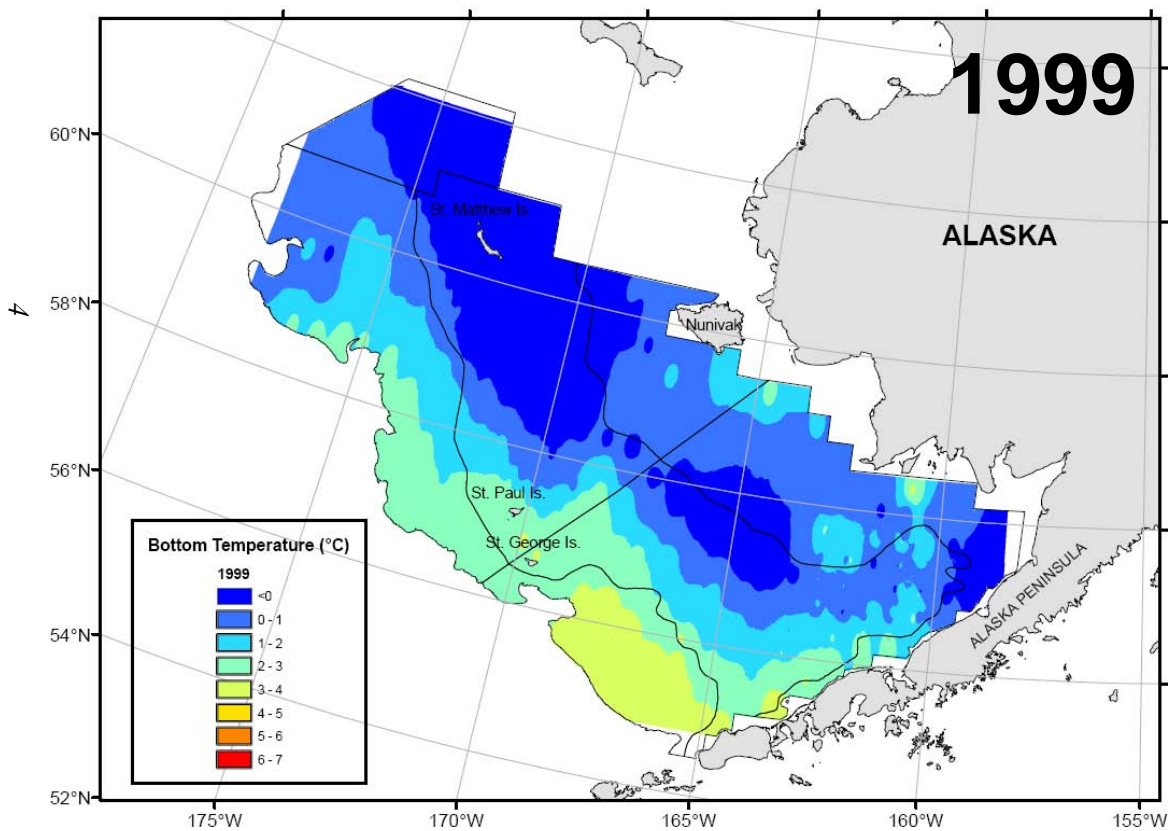 1999
60°N
St. Matthew Is.
ALASKA
58°N
4
Nunivak
56°N
St. Paul Is.
St. George Is.
Bottom Temperature (°C)
1999
<0
0 - 1
1 - 2
2 - 3
3 - 4
4 - 5
5 - 6
6 - 7
ALASKA PENINSULA
54°N
52°N
175°W
170°W
165°W
160°W
155°W